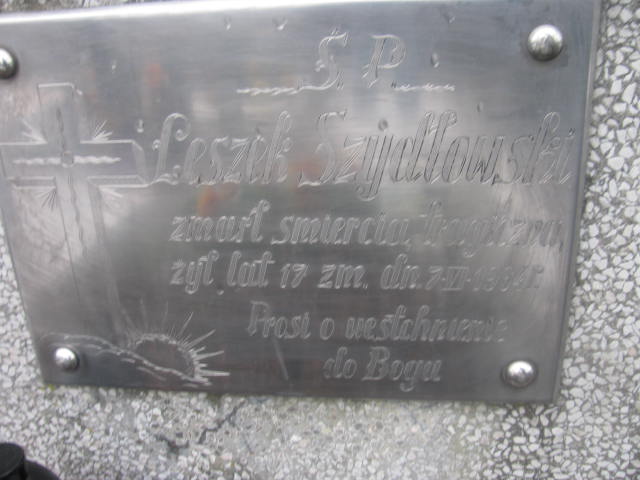 Ś. P.
Leszek Szydłowski
zmarł śmiercią tragiczną
żył lat 17 zm. dn.
Prosi o westchnienie
do Bogu